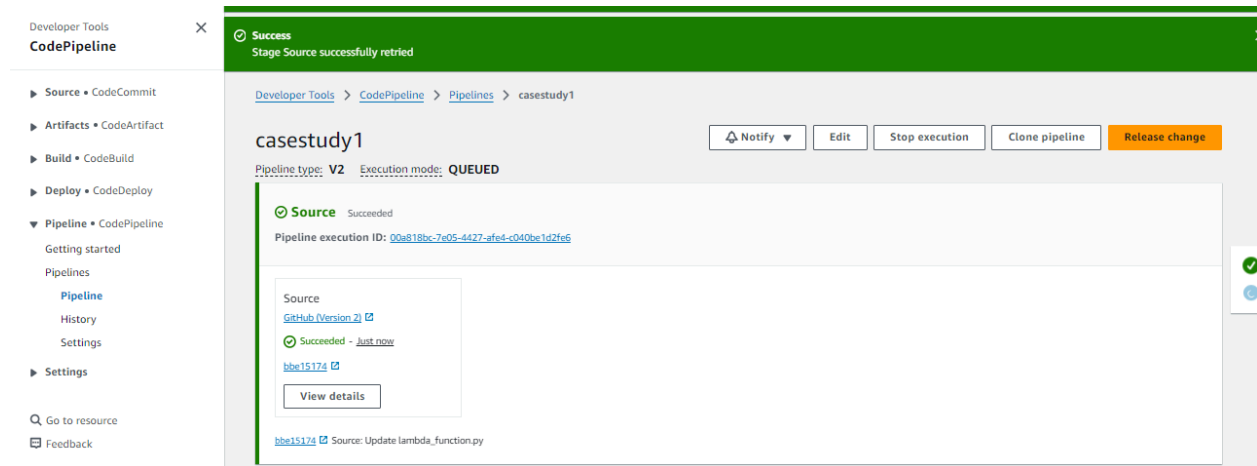 Developer Tools
CodePipeline
Source • CodeCommit
Artifacts • CodeArtifact
Build • CodeBuild
Deploy • CodeDeploy
Pipeline • CodePipeline
Getting started
Pipelines
Pipeline
History
Settings
Settings
Go to resource
Feedback
Success
Stage Source successfully retried
Developer Tools > CodePipeline > Pipelines > casestudy1
casestudy1
Notify Edit Stop execution Clone pipeline Release change
Pipeline type: V2 Execution mode: QUEUED
Source Succeeded
Pipeline execution ID: 00a818bc-7e05-4427-afe4-c040be1d2fe6
Source
GitHub (Version 2)
Succeeded - Just now
bbe15174
View details
bbe15174 Source: Update lambda_function.py